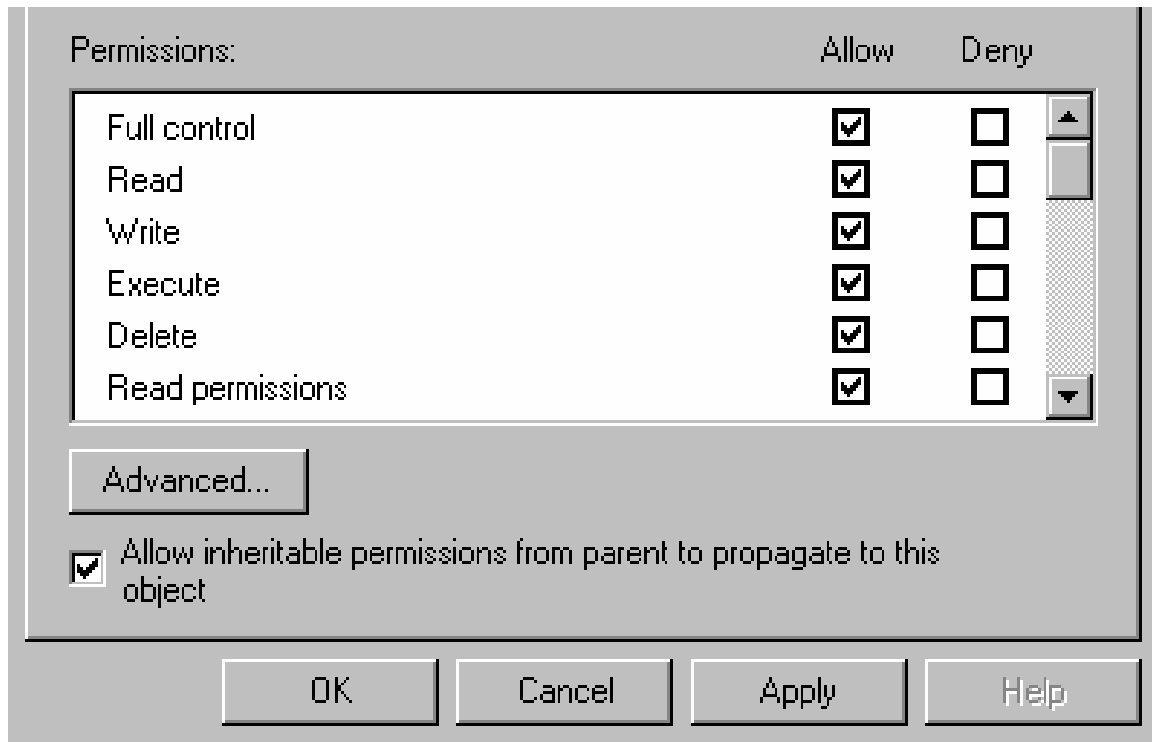 Permissions: Allow Deny
Full control
Read
Write
Execute
Delete
Read permissions
Advanced...
Allow inheritable permissions from parent to propagate to this
object
OK Cancel Apply Help